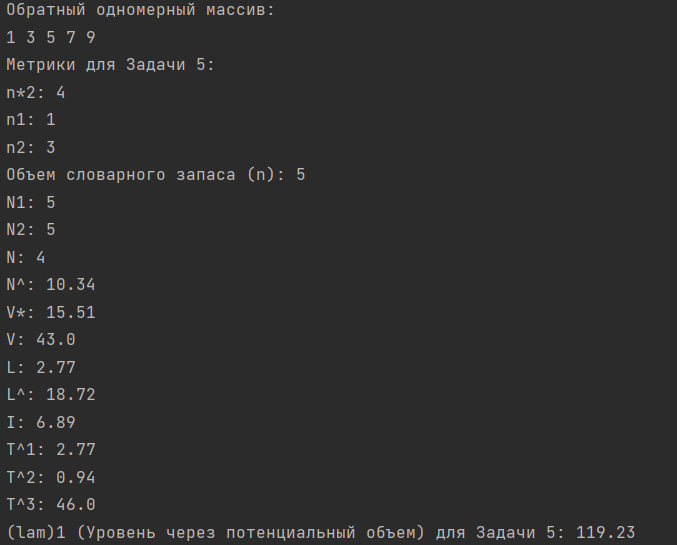 Обратный одномерный массив:
1 3 5 7 9
Метрики для Задачи 5:
n*2: 4
n1: 1
n2: 3
Объем словарного запаса (n): 5
N1: 5
N2: 5
N: 4
N^: 10.34
V*: 15.51
V: 43.0
L: 2.77
L^: 18.72
I: 6.89
T^1: 2.77
T^2: 0.94
T^3: 46.0
(lam)1 (Уровень через потенциальный объем) для Задачи 5: 119.23